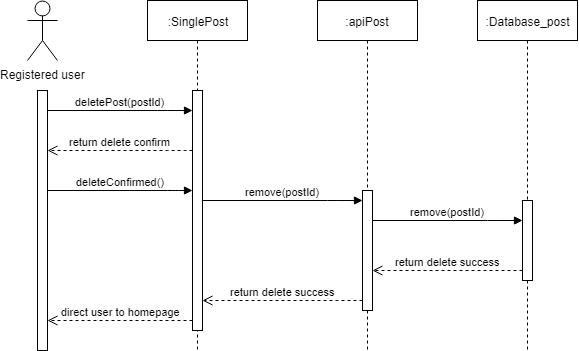 :SinglePost
:apiPost
:Database_post
Registered user
deletePost(postId)
return delete confirm
deleteConfirmed()
remove(postId)
remove(postId)
return delete success
return delete success
direct user to homepage